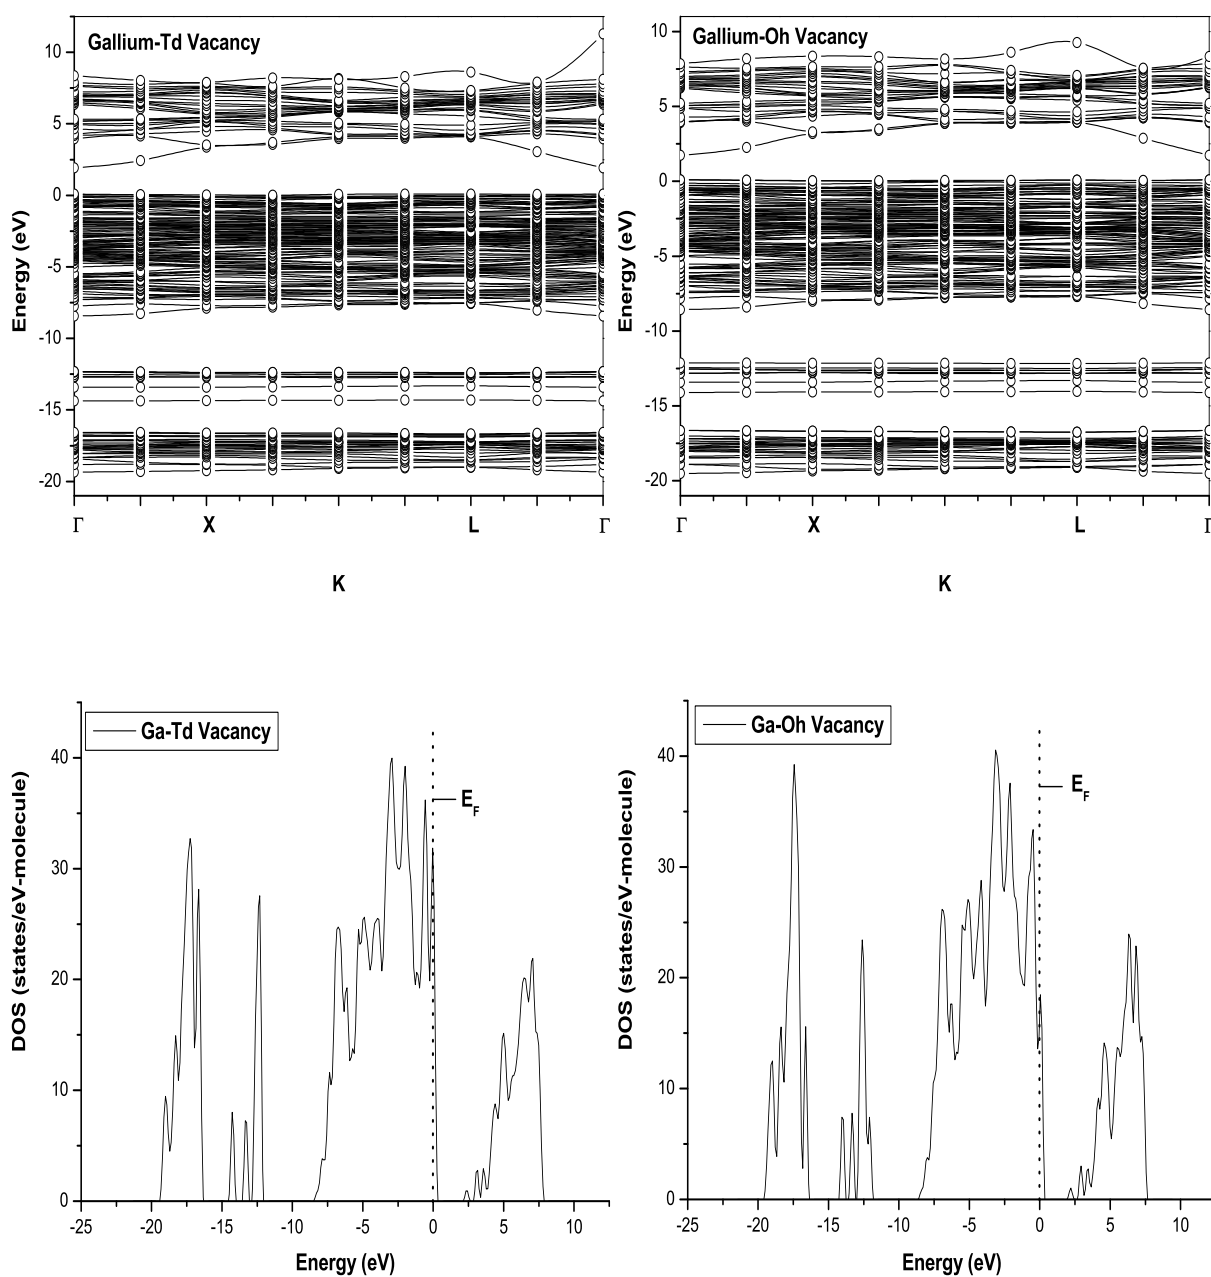 Gallium-Td Vacancy
10
5
0
-5
-10
-15
-20
Energy (eV)
Γ X L Γ
K
Gallium-Oh Vacancy
10
5
0
-5
-10
-15
-20
Energy (eV)
Γ X L Γ
K
Ga-Td Vacancy
40
30
20
10
0
DOS (states/eV-molecule)
E_F
-25 -20 -15 -10 -5 0 5 10
Energy (eV)
Ga-Oh Vacancy
40
30
20
10
0
DOS (states/eV-molecule)
E_F
-25 -20 -15 -10 -5 0 5 10
Energy (eV)